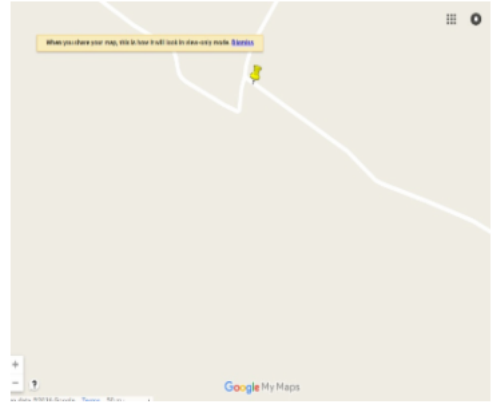 When you share your map, this is how it will look in view-only mode. Dismiss
+
−
?
Google My Maps
Terms